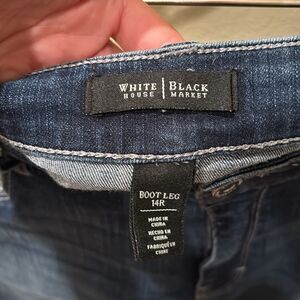 WHITE | BLACK
HOUSE | MARKET
BOOT LEG
14R
MADE IN
CHINA
HECHO EN
CHINA
FABRIQUÉ EN
CHINE